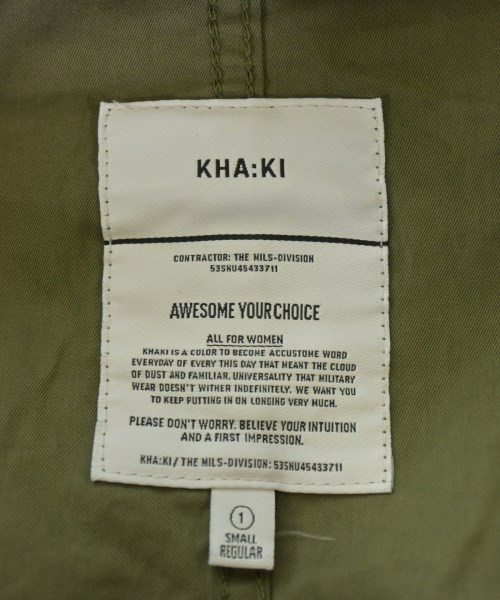 KHA:KI
CONTRACTOR: THE MILS-DIVISION
53SNU45433711
AWESOME YOUR CHOICE
ALL FOR WOMEN
KHAKI IS A COLOR TO BECOME ACCUSTOME WORD
EVERYDAY OF EVERY THIS DAY THAT MEANT THE CLOUD
OF DUST AND FAMILIAR. UNIVERSALITY THAT MILITARY
WEAR DOESN'T WITHER INDEFINITELY. WE WANT YOU
TO KEEP PUTTING IN ON LONGING VERY MUCH.
PLEASE DON'T WORRY. BELIEVE YOUR INTUITION
AND A FIRST IMPRESSION.
KHA:KI / THE MILS-DIVISION: 53SNU45433711
1
SMALL
REGULAR